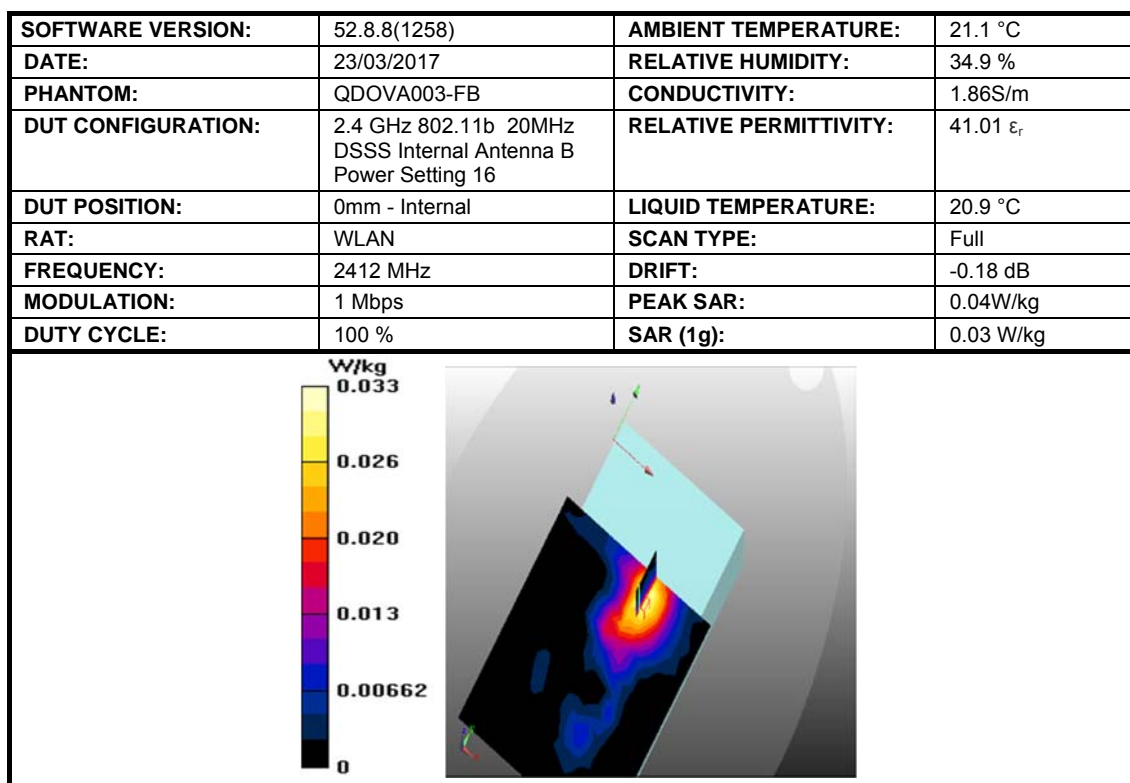 SOFTWARE VERSION: 52.8.8(1258) AMBIENT TEMPERATURE: 21.1 °C
DATE: 23/03/2017 RELATIVE HUMIDITY: 34.9 %
PHANTOM: QDOVA003-FB CONDUCTIVITY: 1.86S/m
DUT CONFIGURATION: 2.4 GHz 802.11b 20MHz RELATIVE PERMITTIVITY: 41.01 εr
DSSS Internal Antenna B
Power Setting 16
DUT POSITION: 0mm - Internal LIQUID TEMPERATURE: 20.9 °C
RAT: WLAN SCAN TYPE: Full
FREQUENCY: 2412 MHz DRIFT: -0.18 dB
MODULATION: 1 Mbps PEAK SAR: 0.04W/kg
DUTY CYCLE: 100 % SAR (1g): 0.03 W/kg
W/kg
0.033
0.026
0.020
0.013
0.00662
0